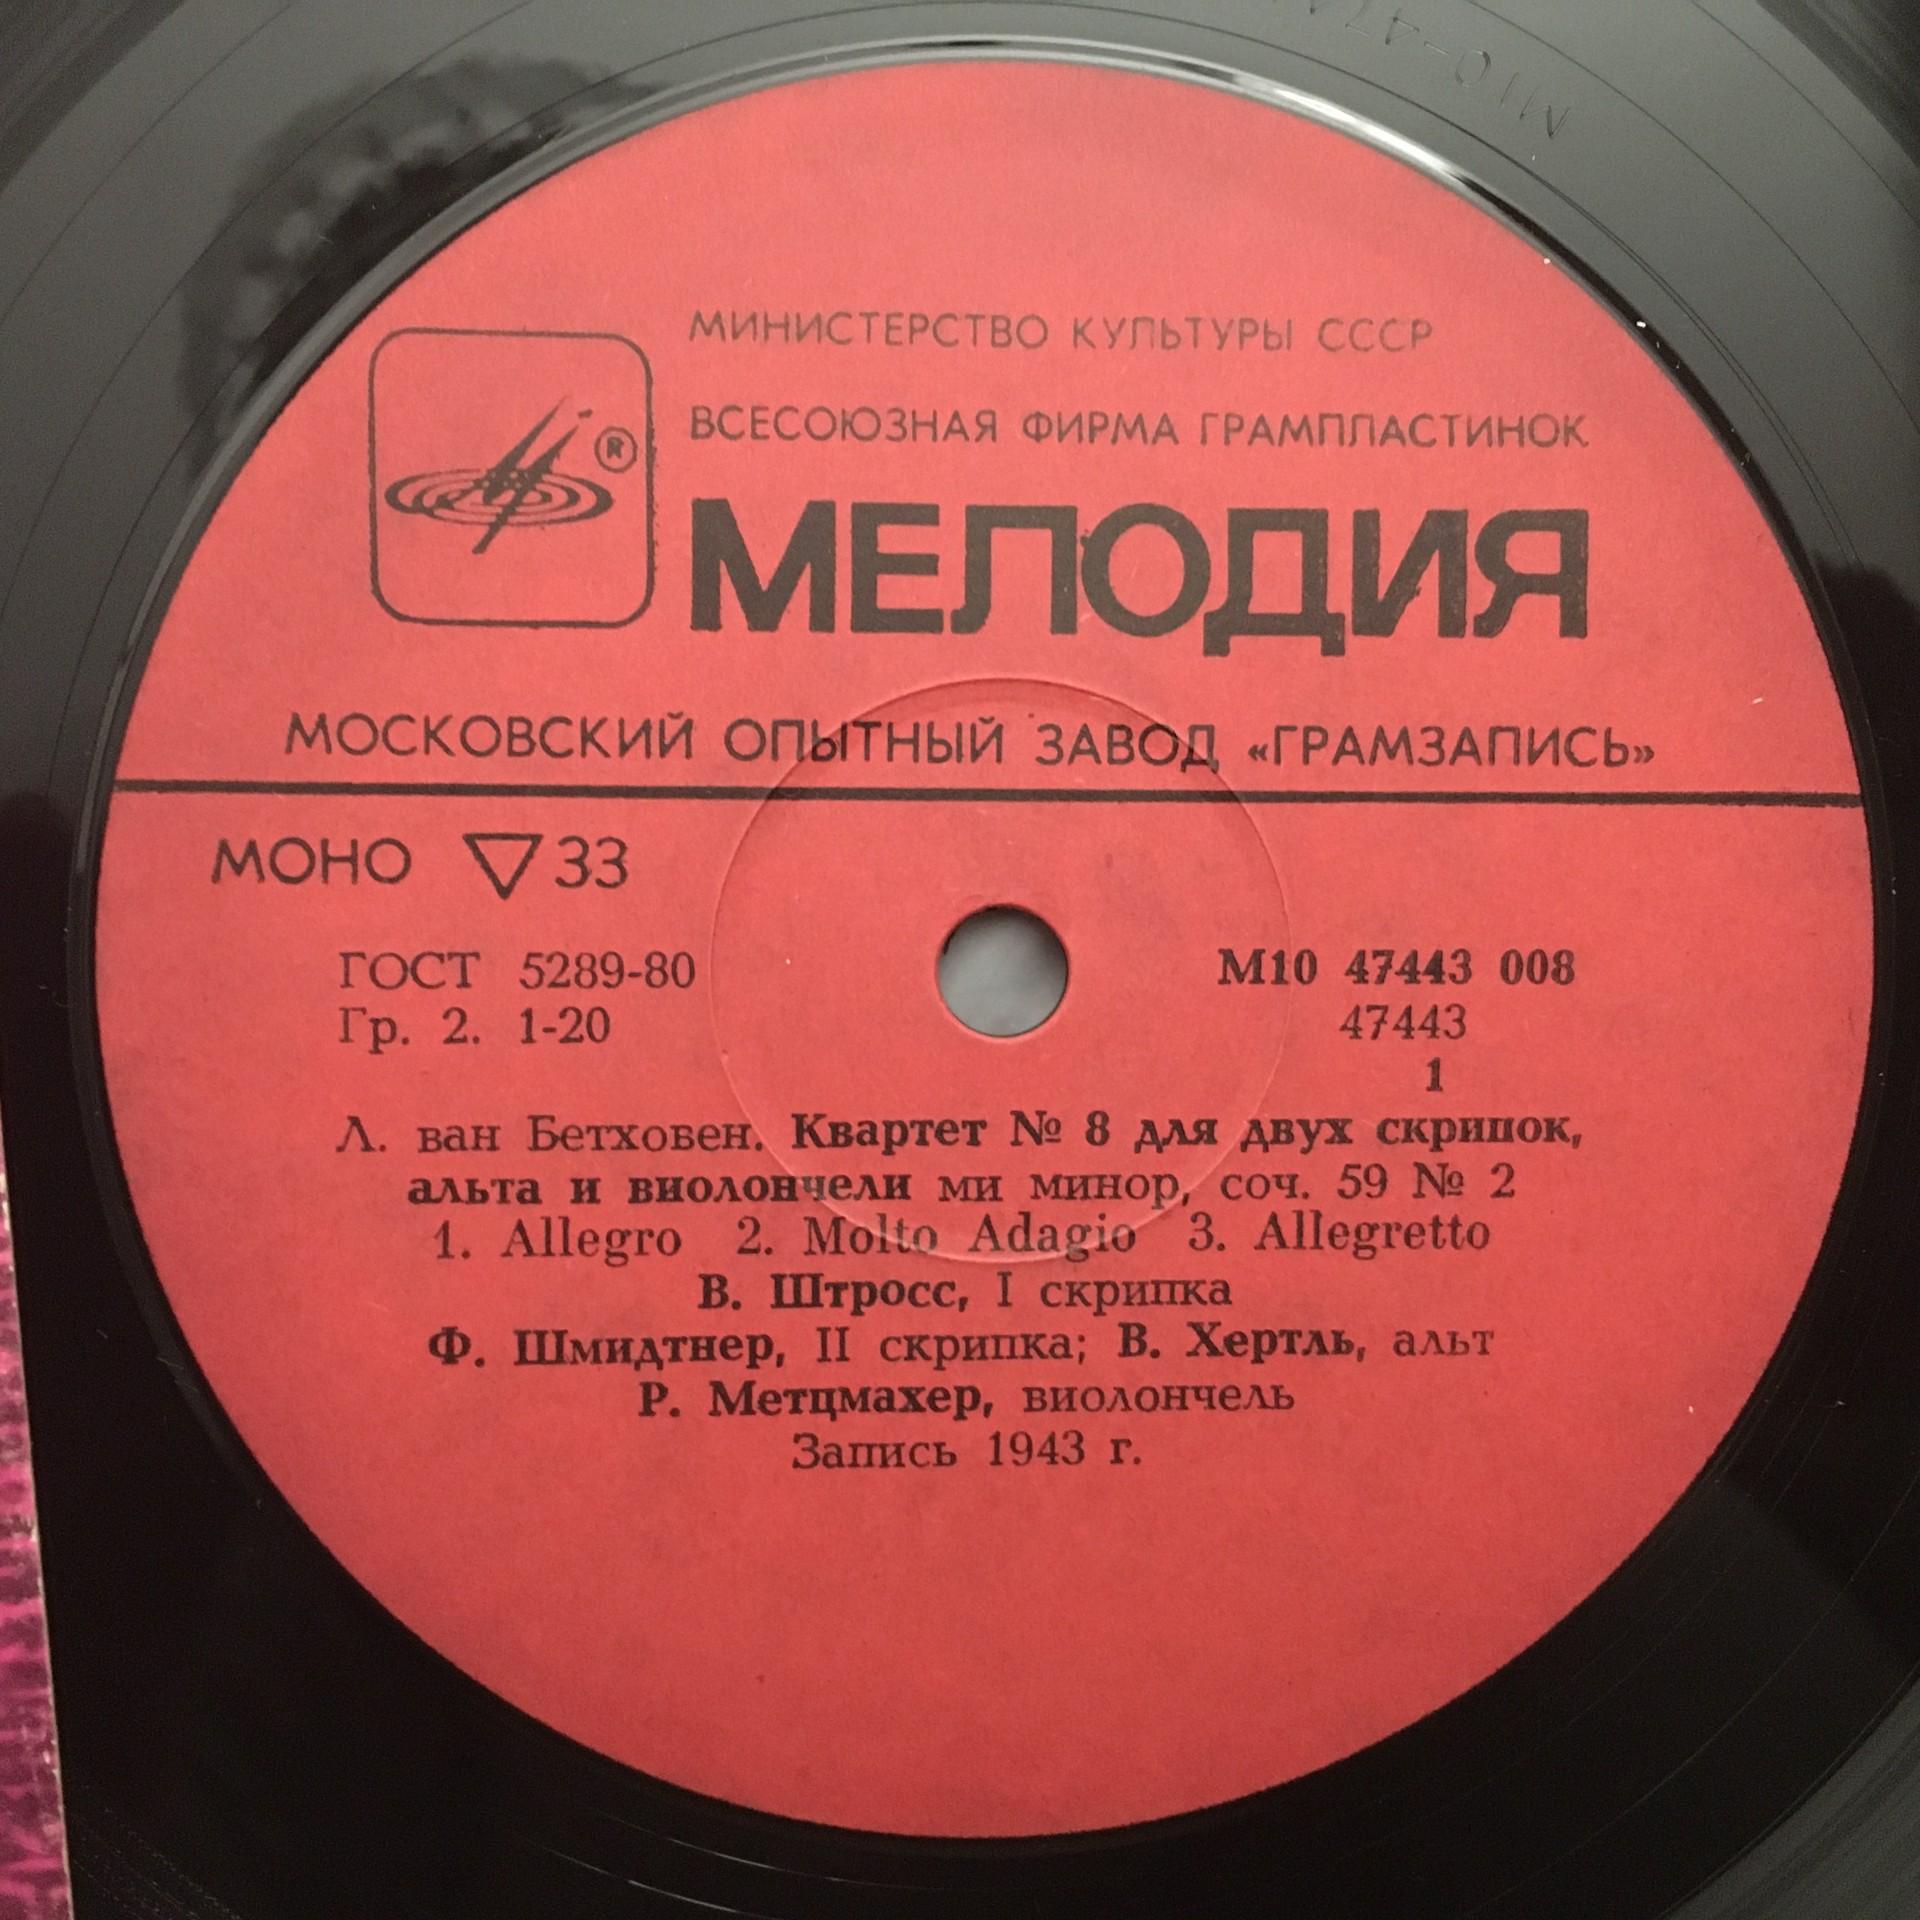 МИНИСТЕРСТВО КУЛЬТУРЫ СССР
ВСЕСОЮЗНАЯ ФИРМА ГРАМПЛАСТИНОК
®
МЕЛОДИЯ
МОСКОВСКИЙ ОПЫТНЫЙ ЗАВОД «ГРАМЗАПИСЬ»
МОНО ▽ 33
ГОСТ 5289-80 М10 47443 008
Гр. 2. 1-20 47443
1
Л. ван Бетховен. Квартет № 8 для двух скрипок,
альта и виолончели ми минор, соч. 59 № 2
1. Allegro 2. Molto Adagio 3. Allegretto
В. Штросс, I скрипка
Ф. Шмидтнер, II скрипка; В. Хертль, альт
Р. Метцмахер, виолончель
Запись 1943 г.